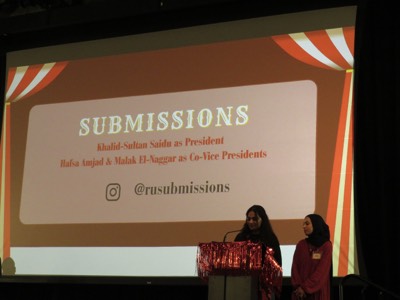 SUBMISSIONS
Khalid-Sultan Saidu as President
Hafsa Amjad & Malak El-Naggar as Co-Vice Presidents
@rusubmissions